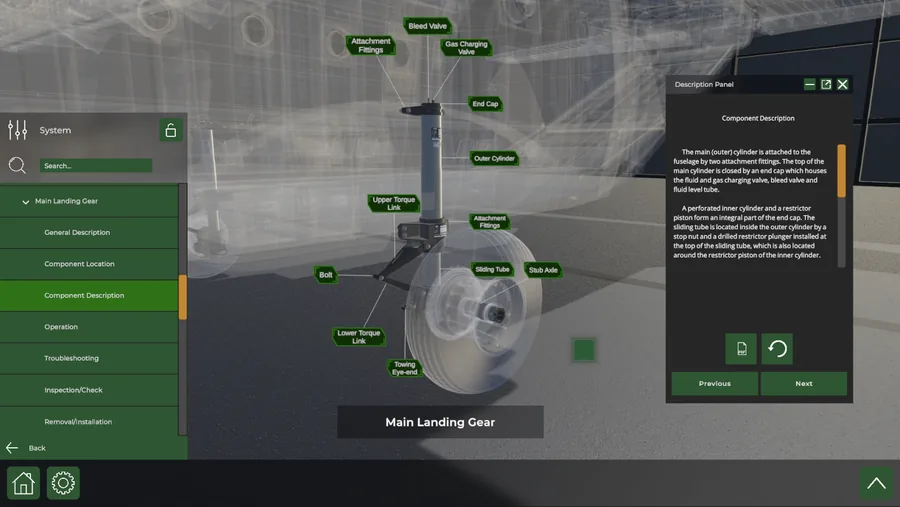 Bleed Valve
Attachment
Fittings
Gas Charging
Valve
End Cap
Outer Cylinder
Upper Torque
Link
Attachment
Fittings
Bolt
Sliding Tube
Stub Axle
Lower Torque
Link
Towing
Eye-end
Main Landing Gear
System
Search...
Main Landing Gear
General Description
Component Location
Component Description
Operation
Troubleshooting
Inspection/Check
Removal/Installation
Back
Description Panel
Component Description
The main (outer) cylinder is attached to the
fuselage by two attachment fittings. The top of the
main cylinder is closed by an end cap which houses
the fluid and gas charging valve, bleed valve and
fluid level tube.
A perforated inner cylinder and a restrictor
piston form an integral part of the end cap. The
sliding tube is located inside the outer cylinder by a
stop nut and a drilled restrictor plunger installed at
the top of the sliding tube, which is also located
around the restrictor piston of the inner cylinder.
Previous
Next